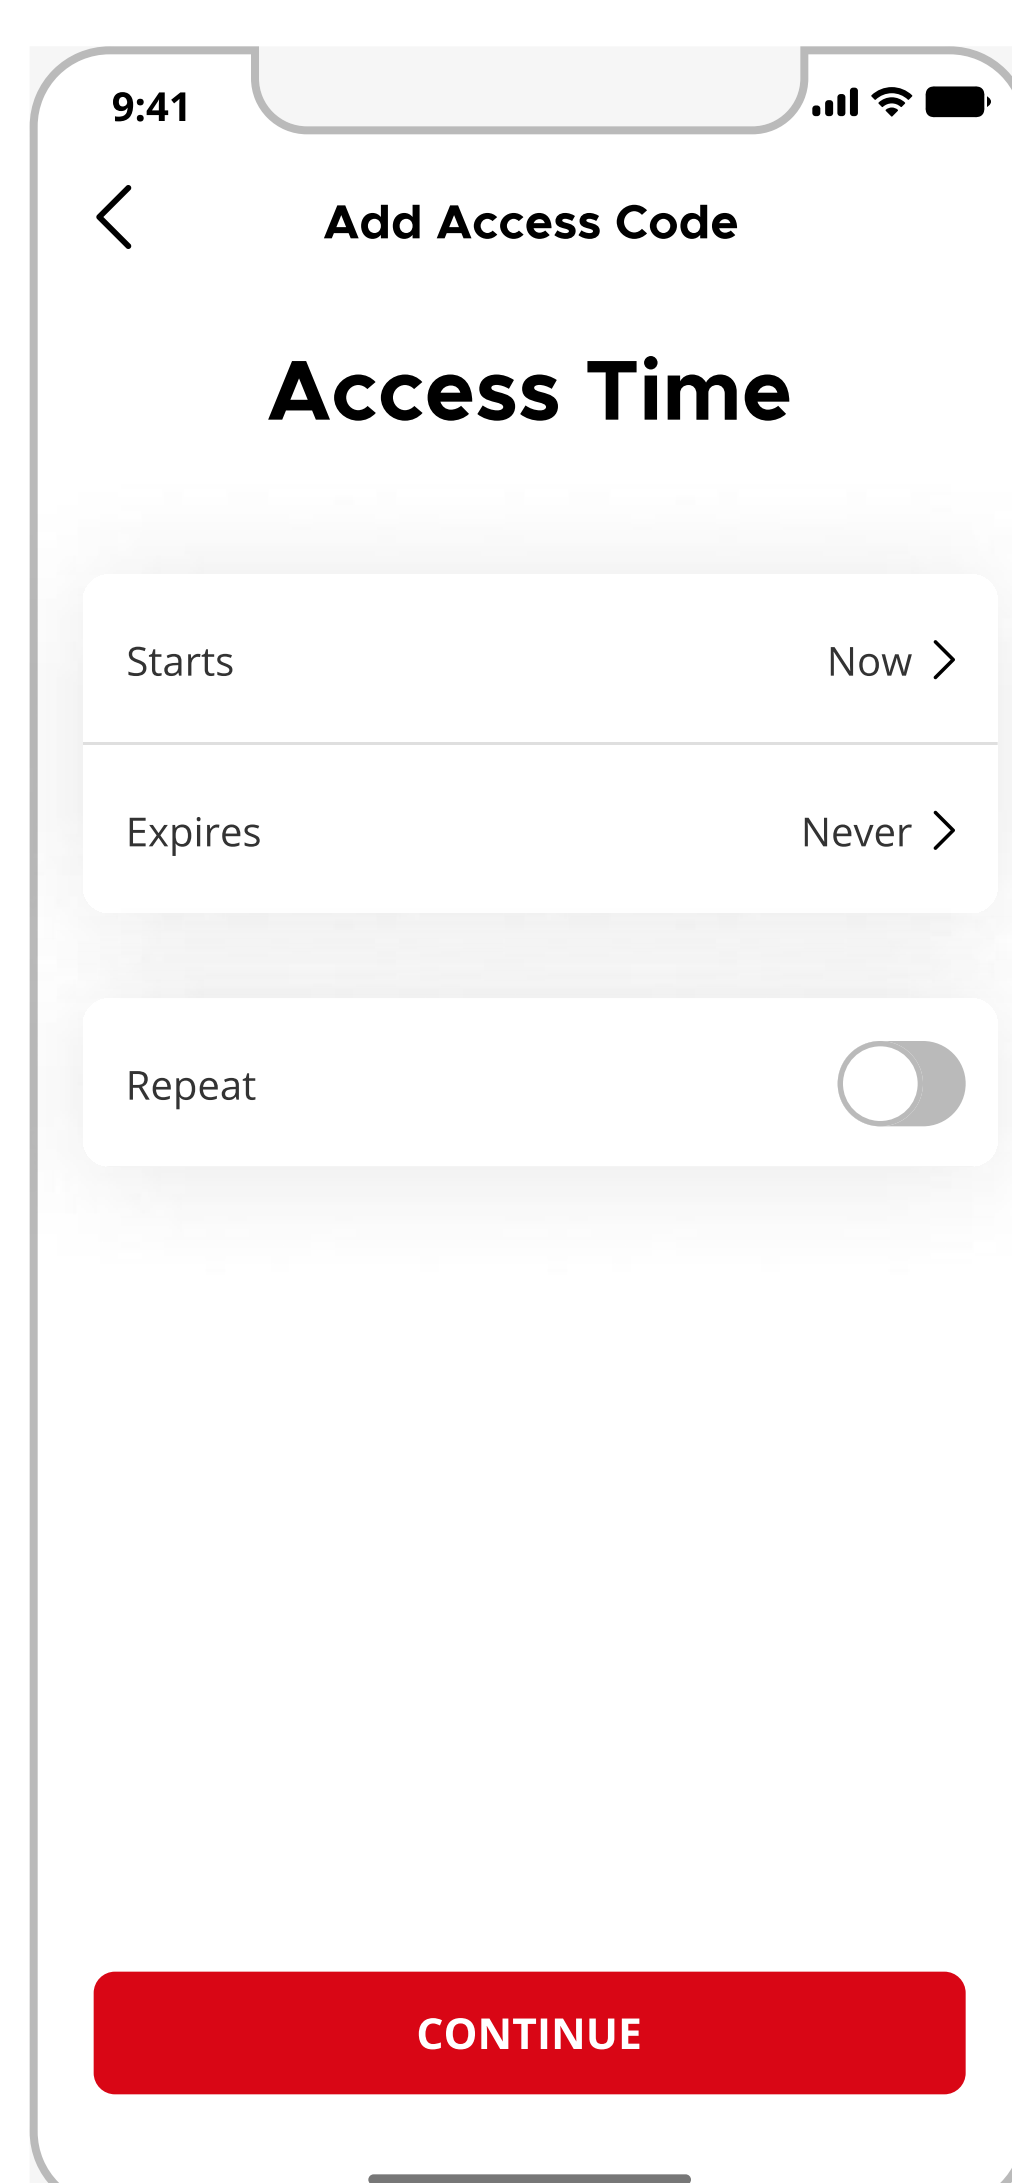 9:41
Add Access Code
Access Time
Starts Now
Expires Never
Repeat
CONTINUE